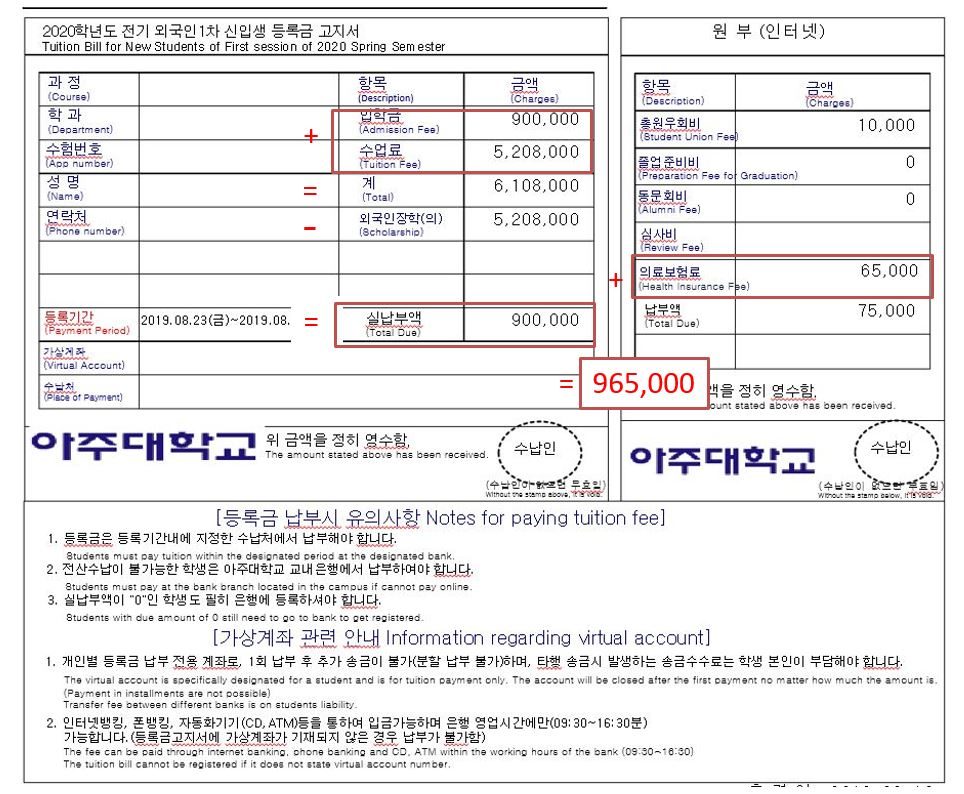 2020학년도 전기 외국인1차 신입생 등록금 고지서
Tuition Bill for New Students of First session of 2020 Spring Semester
과 정
(Course)
항목
(Description)
금액
(Charges)
학 과
(Department)
+
입학금
(Admission Fee)
900,000
수험번호
(App number)
수업료
(Tuition Fee)
5,208,000
성 명
(Name)
=
계
(Total)
6,108,000
연락처
(Phone number)
-
외국인장학(의)
(Scholarship)
5,208,000
등록기간
(Payment Period)
2019.08.23(금)~2019.08.
=
실납부액
(Total Due)
900,000
가상계좌
(Virtual Account)
수납처
(Place of Payment)
= 965,000
아주대학교
위 금액을 정히 영수함,
The amount stated above has been received.
수납인
(수납인이 없으면 무효임)
Without the stamp above, it is void.
원 부 (인터넷)
항목
(Description)
금액
(Charges)
총원우회비
(Student Union Fee)
10,000
졸업준비비
(Preparation Fee for Graduation)
0
동문회비
(Alumni Fee)
0
심사비
(Review Fee)
+
의료보험료
(Health Insurance Fee)
65,000
납부액
(Total Due)
75,000
액을 정히 영수함,
ount stated above has been received.
아주대학교
수납인
(수납인이 없으면 무효임)
Without the stamp below, it is void.
[등록금 납부시 유의사항 Notes for paying tuition fee]
1. 등록금은 등록기간내에 지정한 수납처에서 납부해야 합니다.
Students must pay tuition within the designated period at the designated bank.
2. 전산수납이 불가능한 학생은 아주대학교 교내은행에서 납부하여야 합니다.
Students must pay at the bank branch located in the campus if cannot pay online.
3. 실납부액이 "0"인 학생도 필히 은행에 등록하셔야 합니다.
Students with due amount of 0 still need to go to bank to get registered.
[가상계좌 관련 안내 Information regarding virtual account]
1. 개인별 등록금 납부 전용 계좌로, 1회 납부 후 추가 송금이 불가(분할 납부 불가)하며, 타행 송금시 발생하는 송금수수료는 학생 본인이 부담해야 합니다.
The virtual account is specifically designated for a student and is for tuition payment only. The account will be closed after the first payment no matter how much the amount is.
(Payment in installments are not possible)
Transfer fee between different banks is on students liability.
2. 인터넷뱅킹, 폰뱅킹, 자동화기기(CD, ATM)등을 통하여 입금가능하며 은행 영업시간에만(09:30~16:30분)
가능합니다.(등록금고지서에 가상계좌가 기재되지 않은 경우 납부가 불가함)
The fee can be paid through internet banking, phone banking and CD, ATM within the working hours of the bank (09:30~16:30)
The tuition bill cannot be registered if it does not state virtual account number.